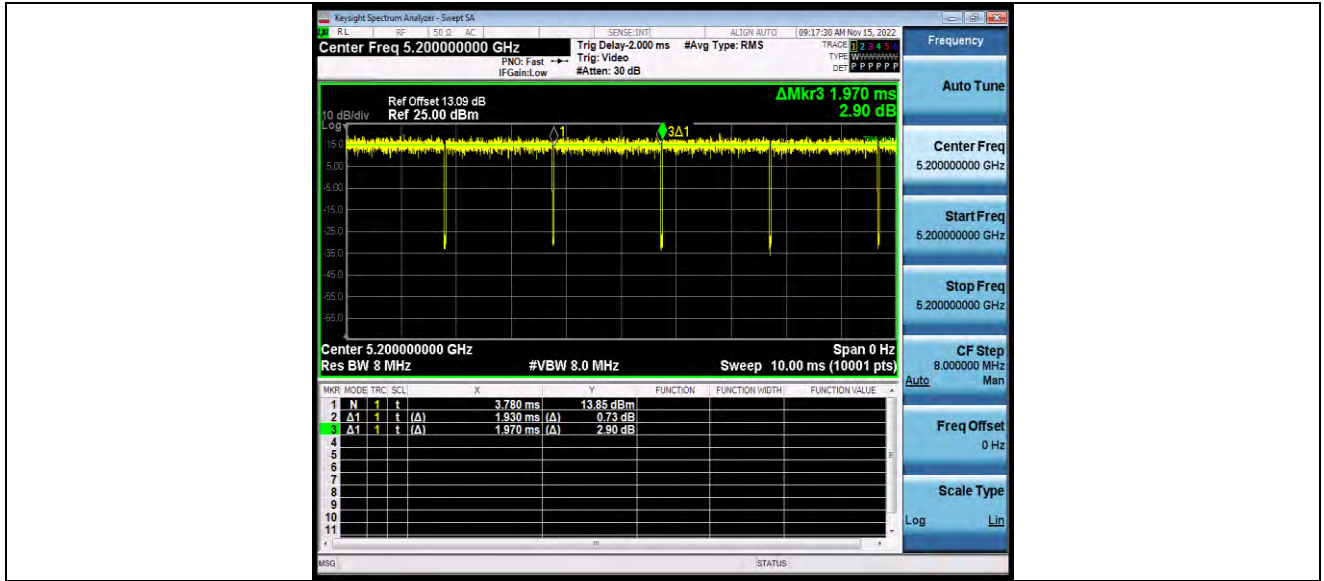 Keysight Spectrum Analyzer - Swept SA
RL RF 50 Ω AC SENSE:INT ALIGN AUTO 09:17:30 AM Nov 15, 2022
Center Freq 5.200000000 GHz
PNO: Fast
IFGain:Low
Trig Delay-2.000 ms
Trig: Video
#Atten: 30 dB
#Avg Type: RMS
TRACE 1 2 3 4 5 6
TYPE WWWWWW
DET P P P P P P
ΔMkr3 1.970 ms
2.90 dB
Ref Offset 13.09 dB
10 dB/div Ref 25.00 dBm
Log
1
3Δ1
15.0
5.00
-5.00
-15.0
-25.0
-35.0
-45.0
-55.0
-65.0
Center 5.200000000 GHz Span 0 Hz
Res BW 8 MHz #VBW 8.0 MHz Sweep 10.00 ms (10001 pts)
MKR MODE TRC SCL X Y FUNCTION FUNCTION WIDTH FUNCTION VALUE
1 N 1 t 3.780 ms 13.85 dBm
2 Δ1 1 t (Δ) 1.930 ms (Δ) 0.73 dB
3 Δ1 1 t (Δ) 1.970 ms (Δ) 2.90 dB
4
5
6
7
8
9
10
11
MSG STATUS
Frequency
Auto Tune
Center Freq
5.200000000 GHz
Start Freq
5.200000000 GHz
Stop Freq
5.200000000 GHz
CF Step
8.000000 MHz
Auto Man
Freq Offset
0 Hz
Scale Type
Log Lin